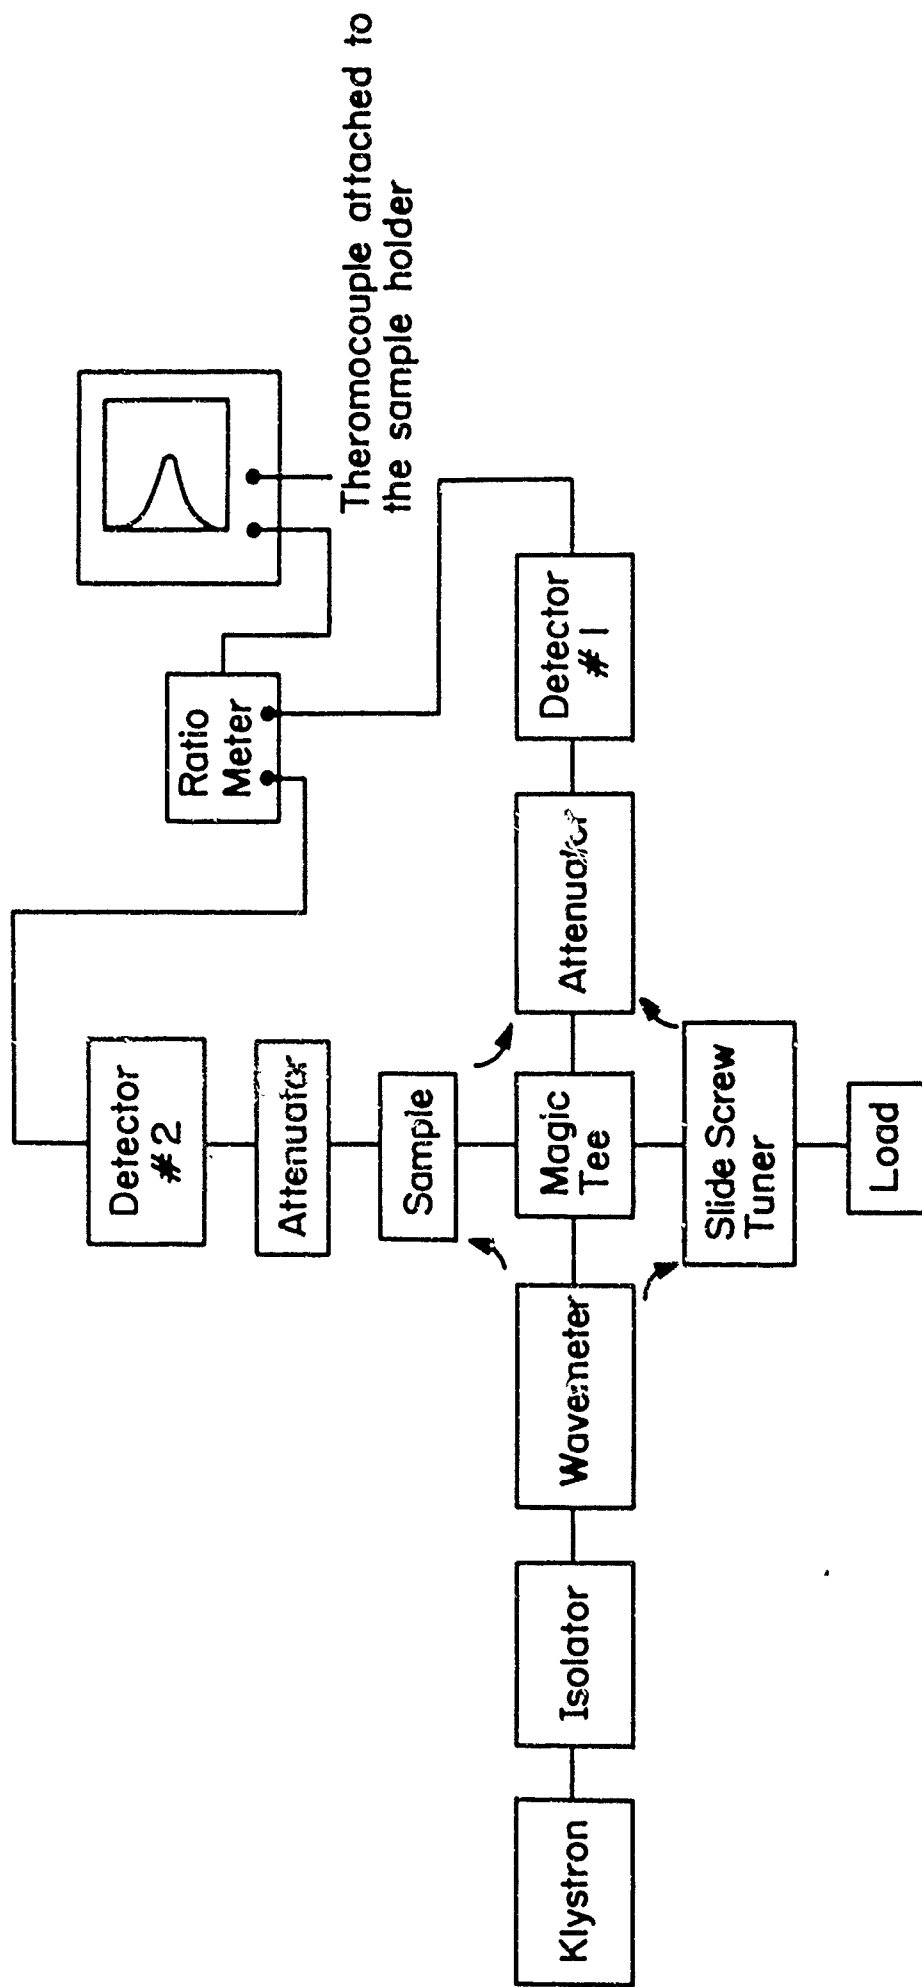 Theromocouple attached to
the sample holder
Ratio
Meter
Detector
#2
Attenuator
Sample
Klystron
Isolator
Wavemeter
Magic
Tee
Attenuator
Detector
#1
Slide Screw
Tuner
Load